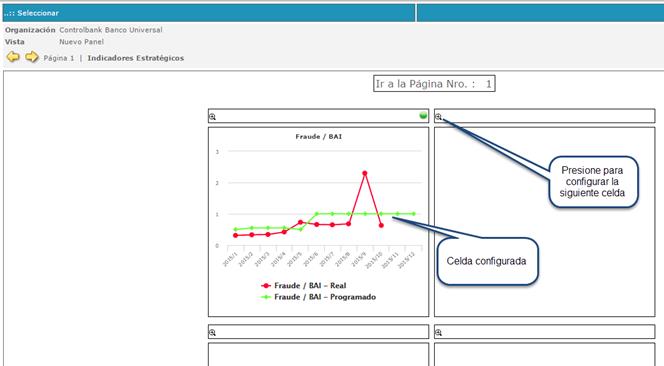 ..:: Seleccionar
Organización Controlbank Banco Universal
Vista Nuevo Panel
Página 1 | Indicadores Estratégicos
Ir a la Página Nro. : 1
Fraude / BAI
3
2
1
0
2015/1 2015/2 2015/3 2015/4 2015/5 2015/6 2015/7 2015/8 2015/9 2015/10 2015/11 2015/12
Fraude / BAI - Real
Fraude / BAI - Programado
Presione para
configurar la
siguiente celda
Celda configurada